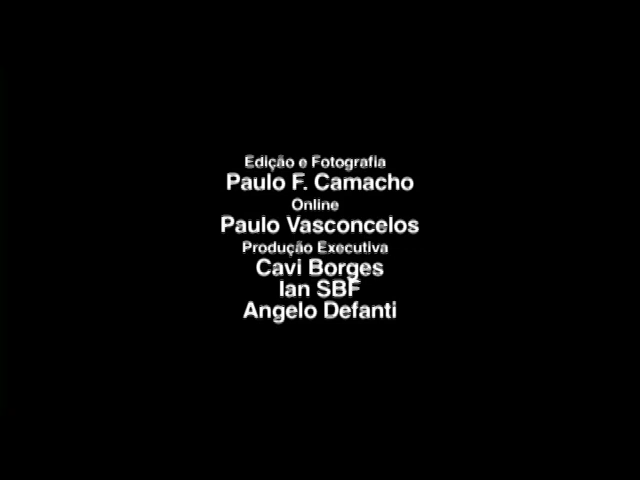 Edição e Fotografia
Paulo F. Camacho
Online
Paulo Vasconcelos
Produção Executiva
Cavi Borges
Ian SBF
Angelo Defanti